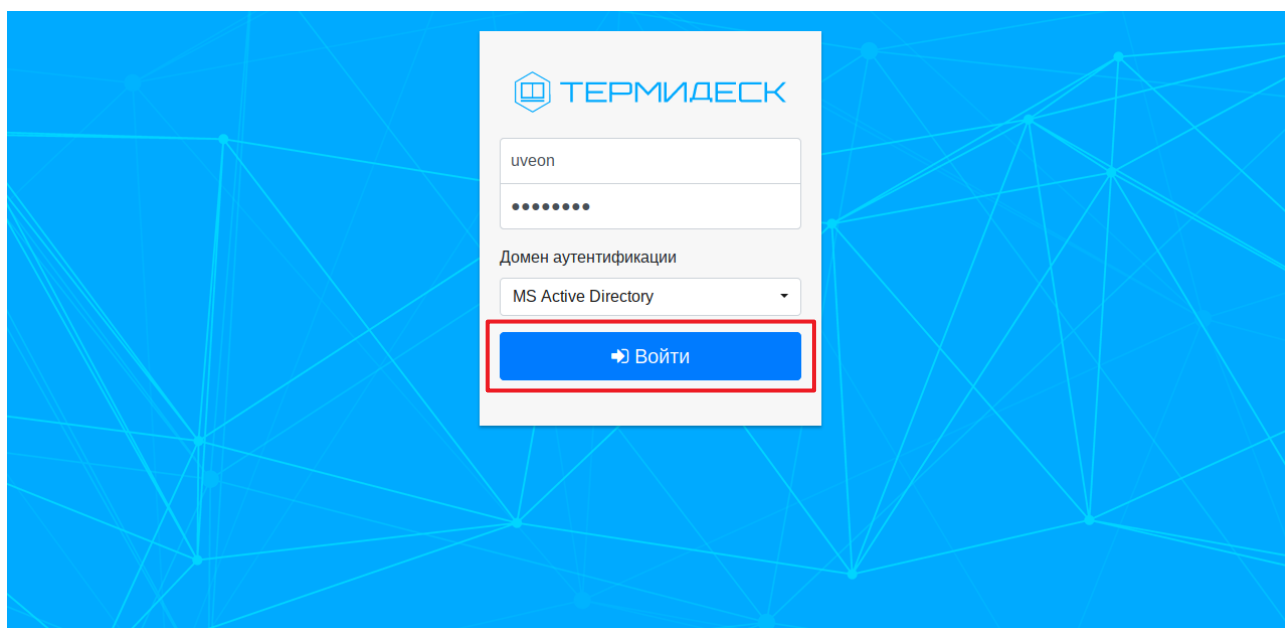 ТЕРМИДЕСК
uveon
••••••••
Домен аутентификации
MS Active Directory
Войти